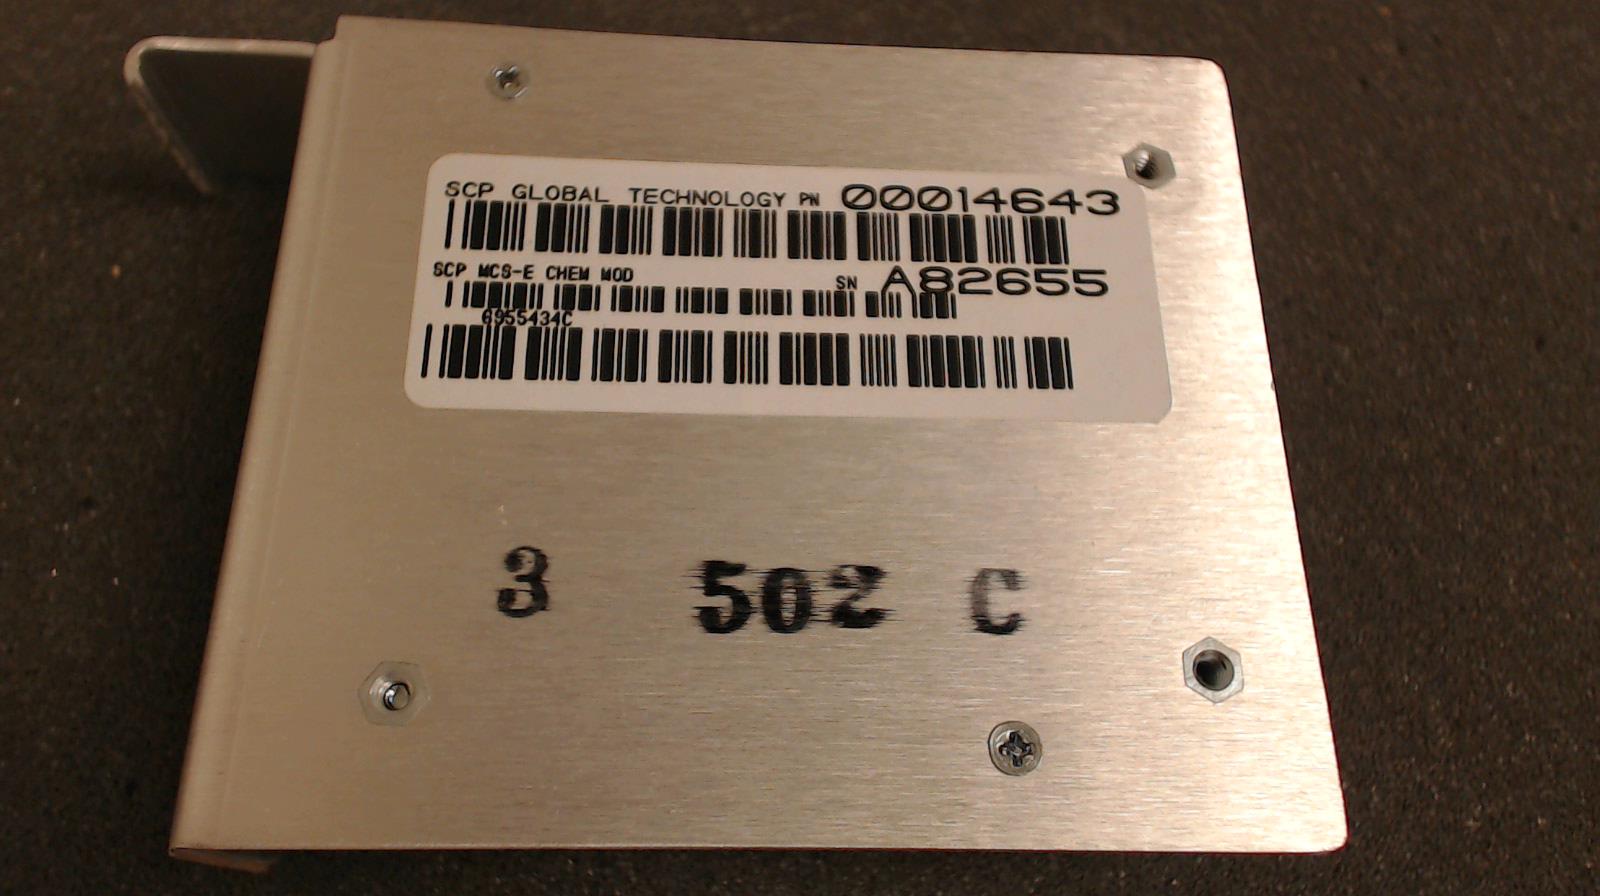 SCP GLOBAL TECHNOLOGY PN 00014643
SCP MCS-E CHEM MOD SN A82655
6955434C
3 502 C